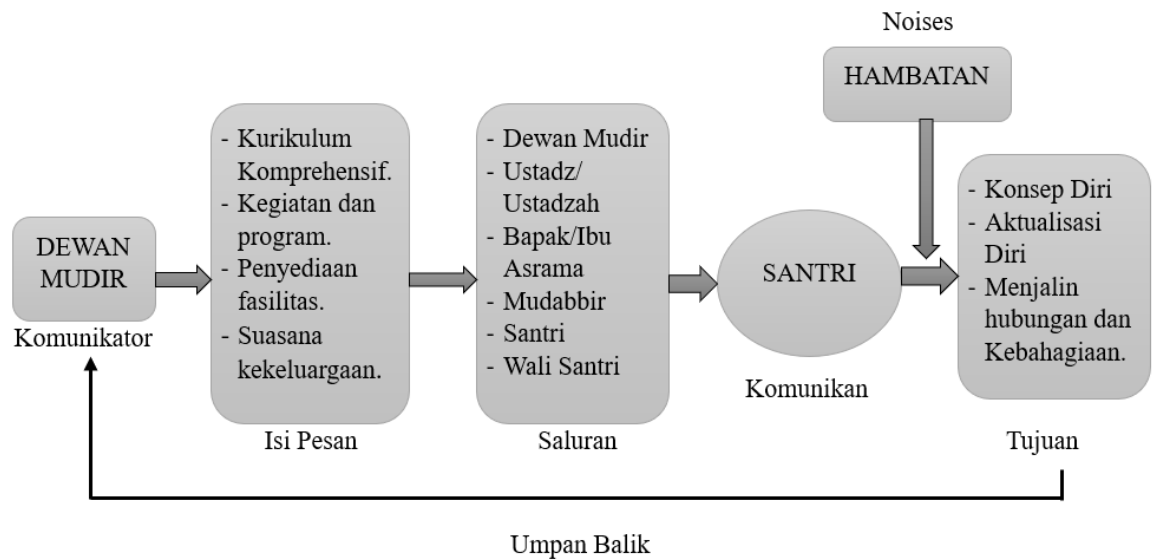 Noises
HAMBATAN
DEWAN
MUDIR
Komunikator
- Kurikulum
Komprehensif.
- Kegiatan dan
program.
- Penyediaan
fasilitas.
- Suasana
kekeluargaan.
Isi Pesan
- Dewan Mudir
- Ustadz/
Ustadzah
- Bapak/Ibu
Asrama
- Mudabbir
- Santri
- Wali Santri
Saluran
SANTRI
Komunikan
- Konsep Diri
- Aktualisasi
Diri
- Menjalin
hubungan dan
Kebahagiaan.
Tujuan
Umpan Balik